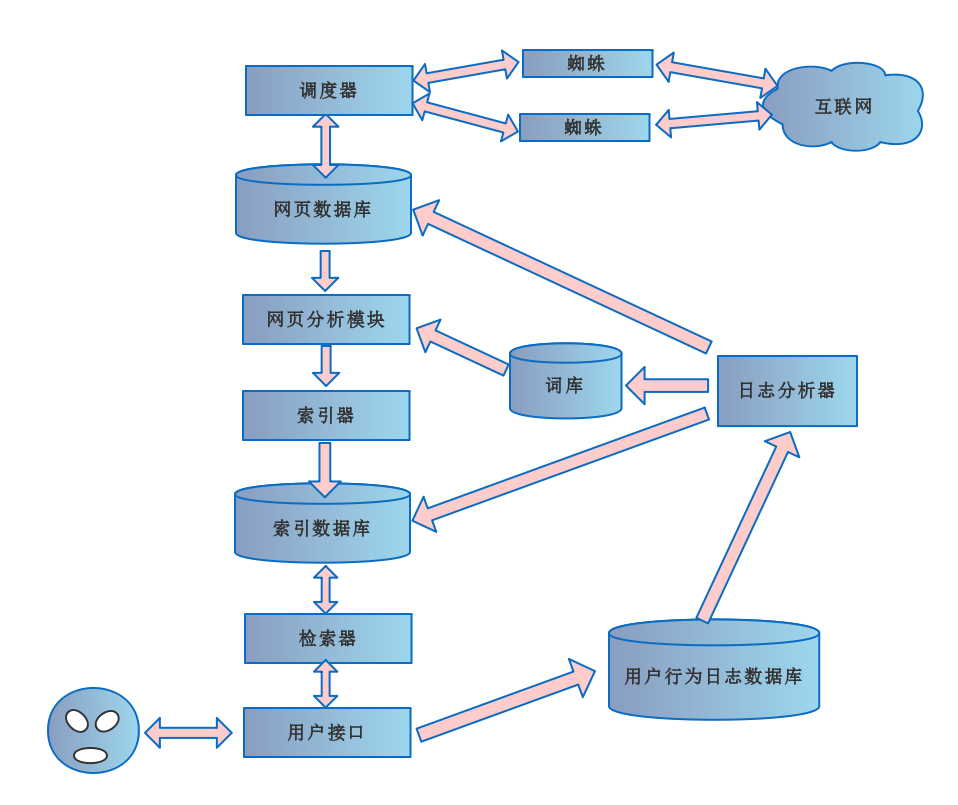 蜘蛛
调度器
互联网
蜘蛛
网页数据库
网页分析模块
词库
日志分析器
索引器
索引数据库
检索器
用户行为日志数据库
用户接口